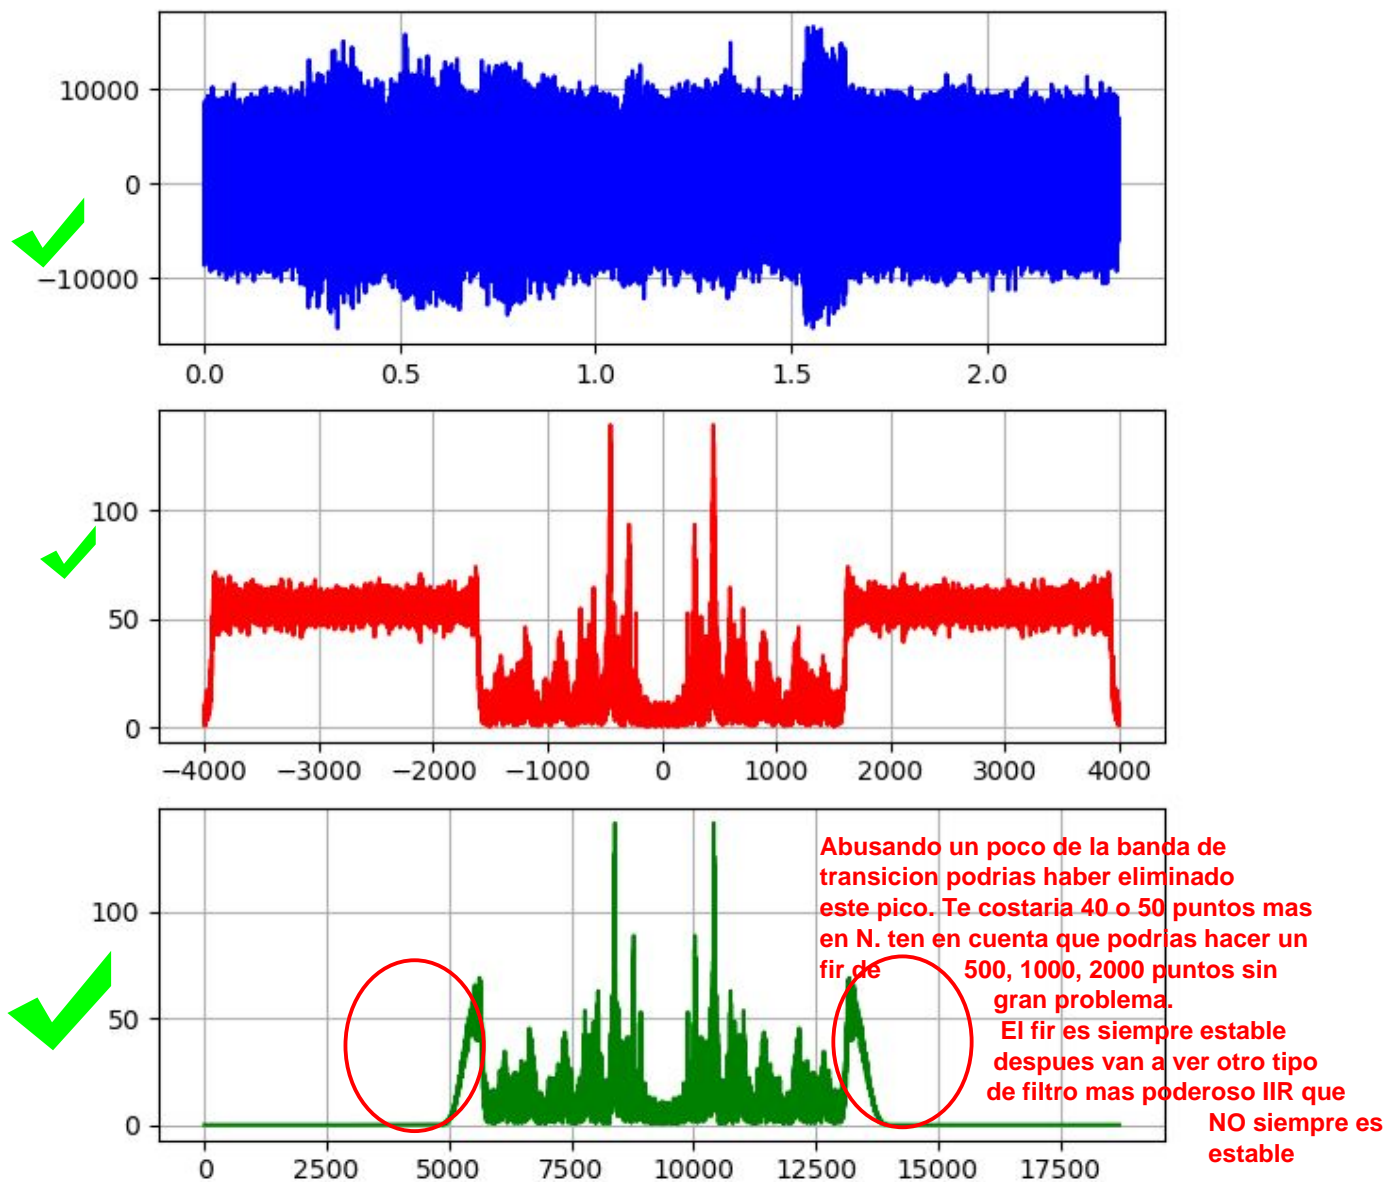 10000
0
−10000
0.0 0.5 1.0 1.5 2.0
100
50
0
−4000 −3000 −2000 −1000 0 1000 2000 3000 4000
100
50
0
0 2500 5000 7500 10000 12500 15000 17500
Abusando un poco de la banda de
transicion podrias haber eliminado
este pico. Te costaria 40 o 50 puntos mas
en N. ten en cuenta que podrias hacer un
fir de 500, 1000, 2000 puntos sin
gran problema.
El fir es siempre estable
despues van a ver otro tipo
de filtro mas poderoso IIR que
NO siempre es
estable